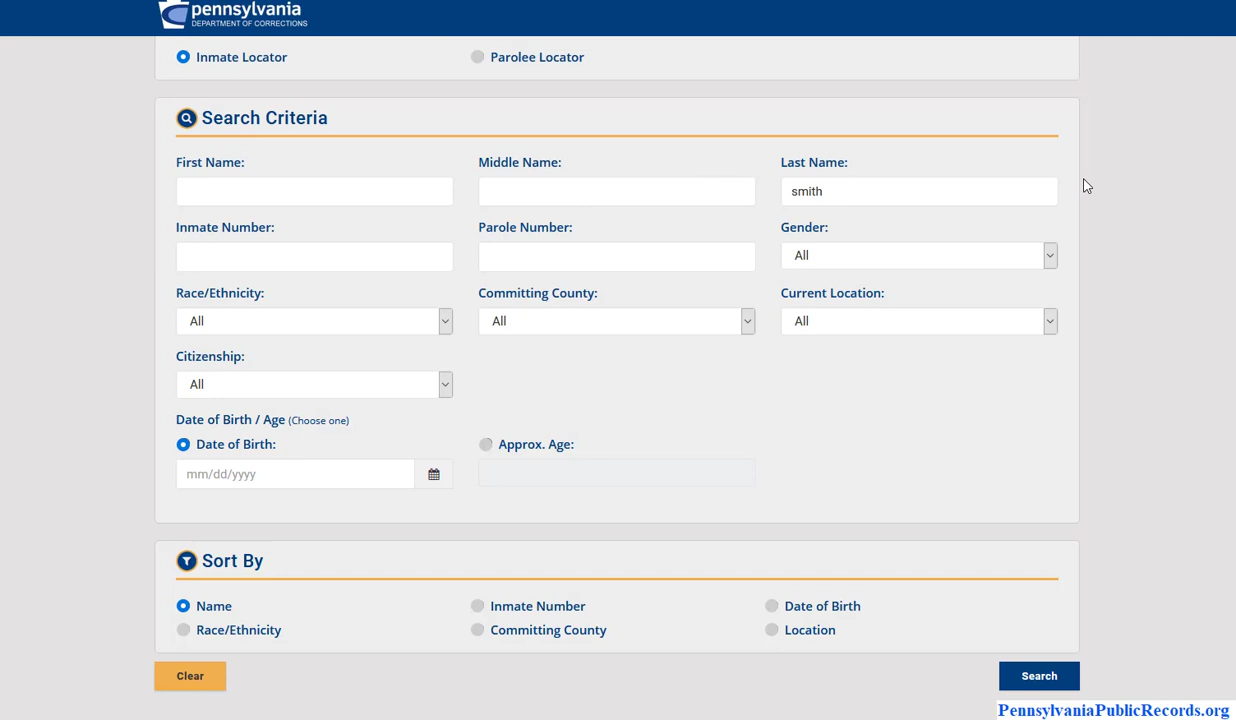 pennsylvania
DEPARTMENT OF CORRECTIONS
Inmate Locator Parolee Locator
Search Criteria
First Name: Middle Name: Last Name:
smith
Inmate Number: Parole Number: Gender:
All
Race/Ethnicity: Committing County: Current Location:
All All All
Citizenship:
All
Date of Birth / Age (Choose one)
Date of Birth: Approx. Age:
mm/dd/yyyy
Sort By
Name Inmate Number Date of Birth
Race/Ethnicity Committing County Location
Clear Search
PennsylvaniaPublicRecords.org